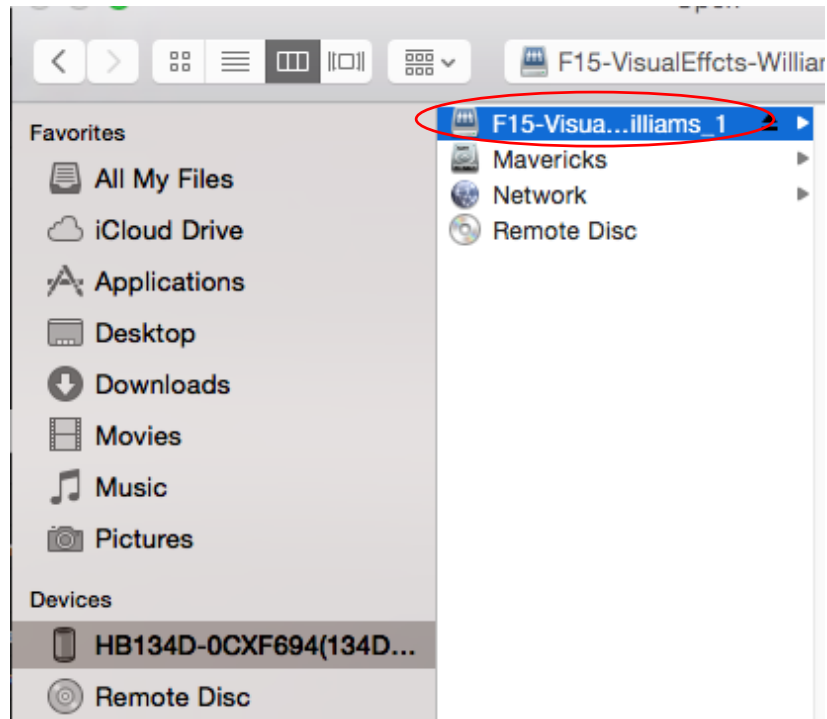 F15-VisualEffcts-Willian
Favorites
All My Files
iCloud Drive
Applications
Desktop
Downloads
Movies
Music
Pictures
Devices
HB134D-0CXF694(134D...
Remote Disc
F15-Visua...illiams_1
Mavericks
Network
Remote Disc